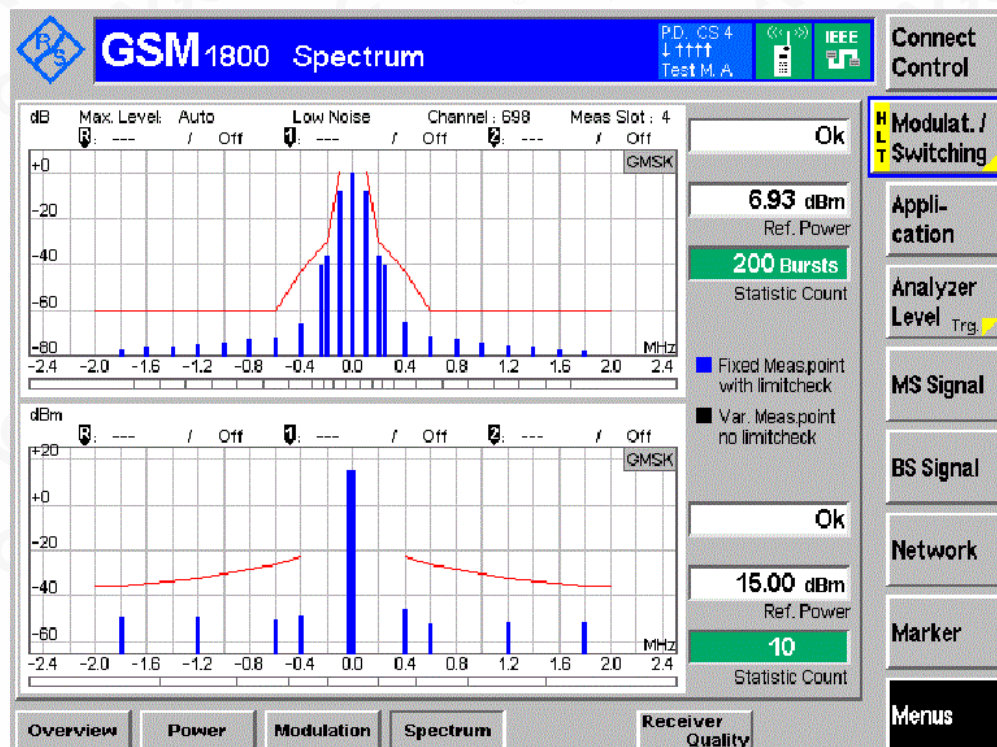 R/S
GSM 1800 Spectrum
P.D. CS 4
↓ ↑↑↑↑
Test M. A.
IEEE
Connect
Control
dB Max. Level: Auto Low Noise Channel : 698 Meas Slot : 4
R: --- / Off 1: --- / Off 2: --- / Off
GMSK
+0
-20
-40
-60
-80
MHz
-2.4 -2.0 -1.6 -1.2 -0.8 -0.4 0.0 0.4 0.8 1.2 1.6 2.0 2.4
Ok
6.93 dBm
Ref. Power
200 Bursts
Statistic Count
Fixed Meas.point
with limitcheck
Var. Meas.point
no limitcheck
dBm
R: --- / Off 1: --- / Off 2: --- / Off
GMSK
+20
+0
-20
-40
-60
MHz
-2.4 -2.0 -1.6 -1.2 -0.8 -0.4 0.0 0.4 0.8 1.2 1.6 2.0 2.4
Ok
15.00 dBm
Ref. Power
10
Statistic Count
HLT
Modulat. /
Switching
Appli-
cation
Analyzer
Level Trg.
MS Signal
BS Signal
Network
Marker
Menus
Overview Power Modulation Spectrum Receiver
Quality